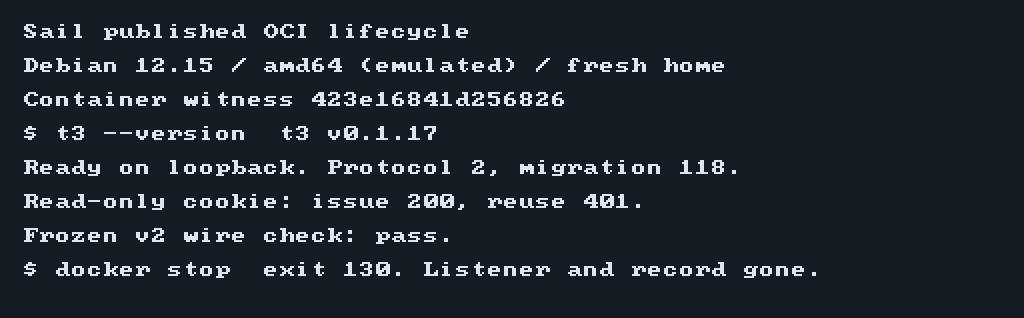 Sail published OCI lifecycle
Debian 12.15 / amd64 (emulated) / fresh home
Container witness 423e16841d256826
$ t3 --version  t3 v0.1.17
Ready on loopback. Protocol 2, migration 118.
Read-only cookie: issue 200, reuse 401.
Frozen v2 wire check: pass.
$ docker stop  exit 130. Listener and record gone.